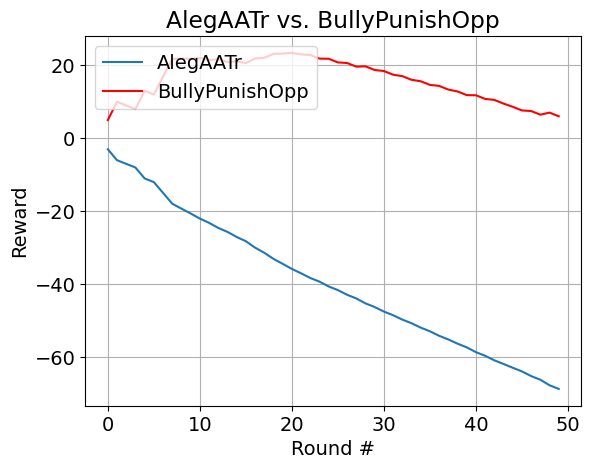 AlegAATr vs. BullyPunishOpp
AlegAATr
BullyPunishOpp
20
0
−20
−40
−60
Reward
0 10 20 30 40 50
Round #